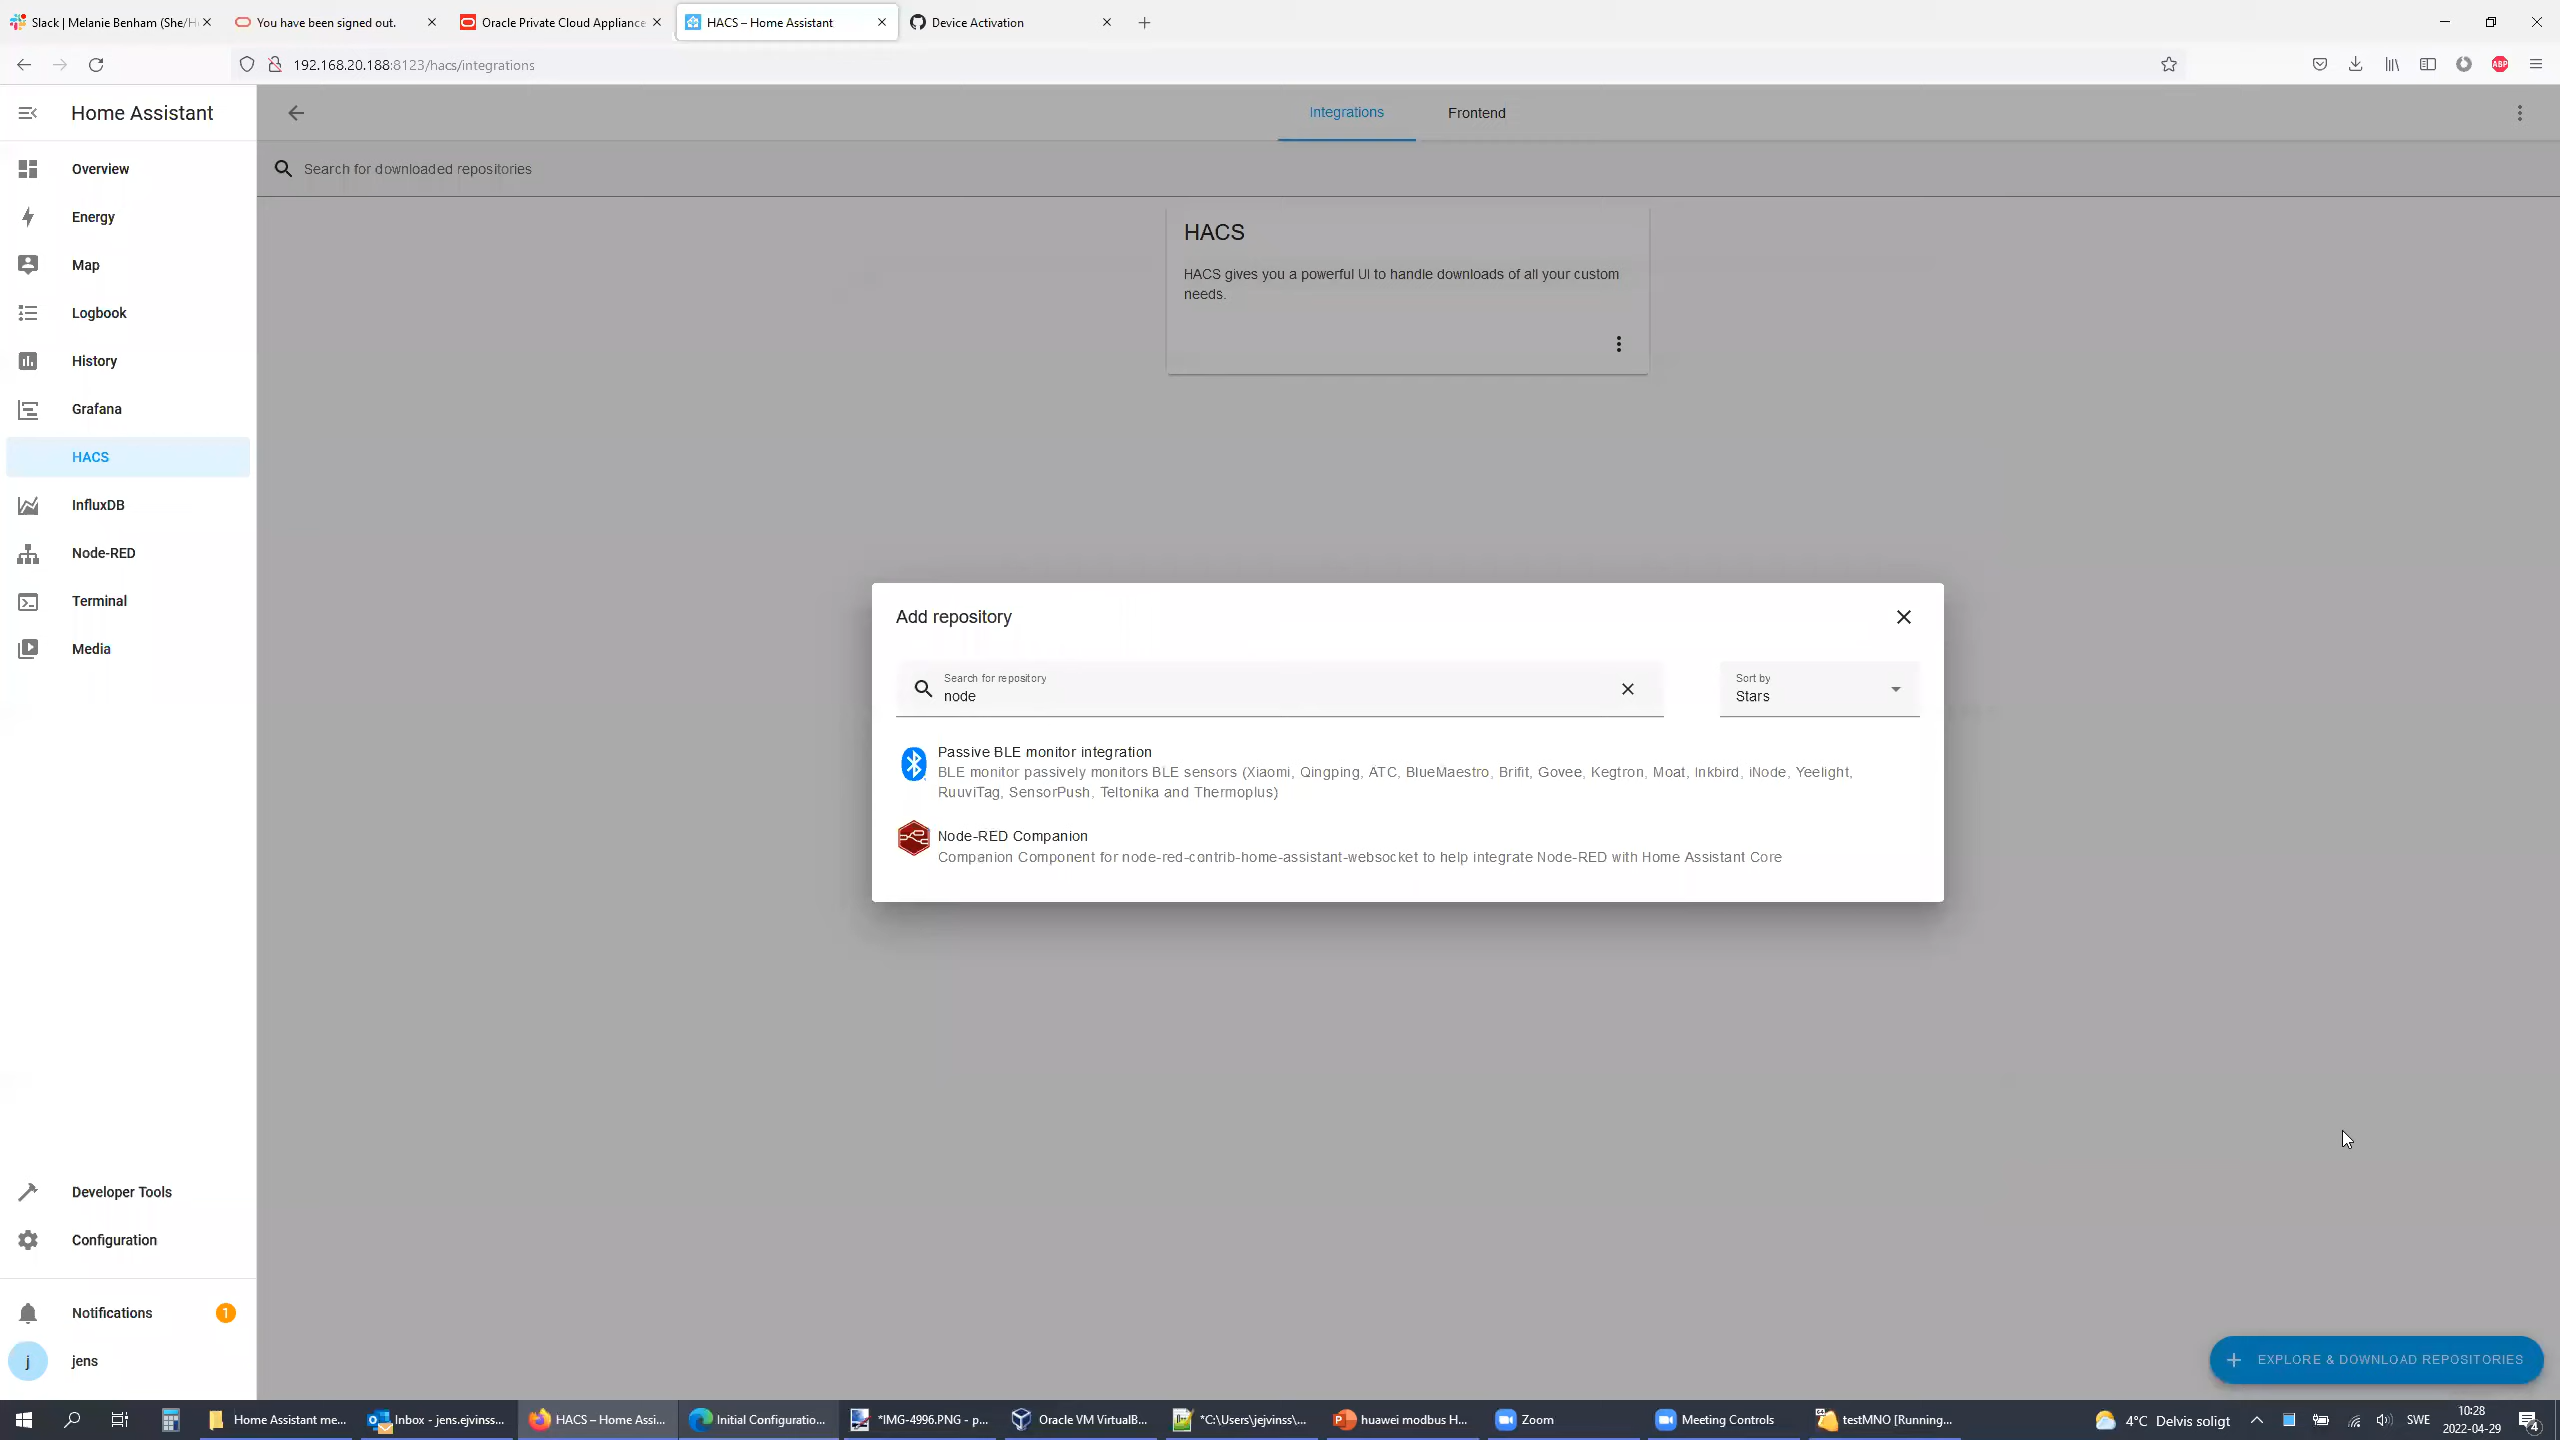 Slack | Melanie Benham (She/H
You have been signed out.
Oracle Private Cloud Appliance
HACS – Home Assistant
Device Activation
192.168.20.188:8123/hacs/integrations
ABP
Home Assistant
Integrations
Frontend
Overview
Search for downloaded repositories
Energy
Map
Logbook
History
Grafana
HACS
InfluxDB
Node-RED
Terminal
Media
HACS
HACS gives you a powerful UI to handle downloads of all your custom
needs.
Add repository
Search for repository
node
Sort by
Stars
Passive BLE monitor integration
BLE monitor passively monitors BLE sensors (Xiaomi, Qingping, ATC, BlueMaestro, Brifit, Govee, Kegtron, Moat, Inkbird, iNode, Yeelight,
RuuviTag, SensorPush, Teltonika and Thermoplus)
Node-RED Companion
Companion Component for node-red-contrib-home-assistant-websocket to help integrate Node-RED with Home Assistant Core
Developer Tools
Configuration
Notifications
1
j
jens
EXPLORE & DOWNLOAD REPOSITORIES
Home Assistant me...
Inbox - jens.ejvinss...
HACS – Home Assi...
Initial Configuratio...
*IMG-4996.PNG - p...
Oracle VM VirtualB...
*C:\Users\jejvinss\...
huawei modbus H...
Zoom
Meeting Controls
testMNO [Running...
4°C Delvis soligt
SWE
10:28
2022-04-29
4